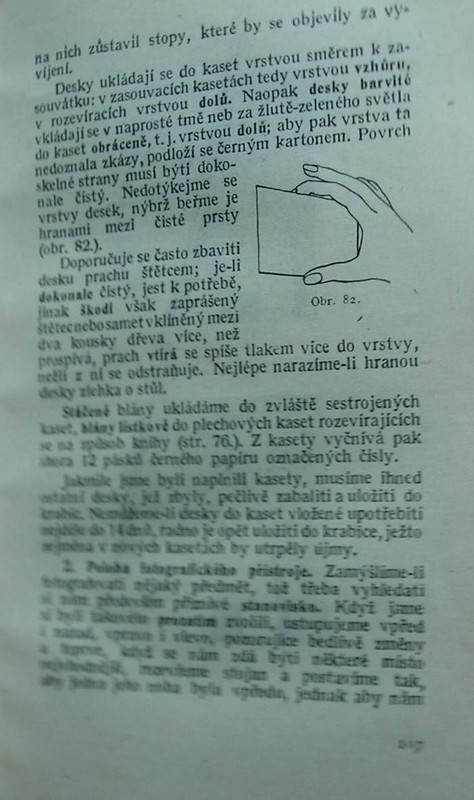 na nich zůstavil stopy, které by se objevily za vy-
víjení.
Desky ukládají se do kaset vrstvou směrem k za-
souvátku: v zasouvacích kasetách tedy vrstvou vzhůru,
v rozevíracích vrstvou dolů. Naopak desky barvité
vkládají se v naprosté tmě neb za žlutě-zeleného světla
do kaset obráceně, t. j. vrstvou dolů; aby pak vrstva ta
nedoznala zkázy, podloží se černým kartonem. Povrch
skelné strany musí býti doko-
nale čistý. Nedotýkejme se
vrstvy desek, nýbrž beřme je
hranami mezi čisté prsty
(obr. 82.).
Doporučuje se často zbaviti
desku prachu štětcem; je-li
dokonale čistý, jest k potřebě,
jinak škodí však zaprášený
štětec nebo samet vklíněný mezi
dva kousky dřeva více, než
prospívá, prach vtírá se spíše tlakem více do vrstvy,
nežli z ní se odstraňuje. Nejlépe narazíme-li hranou
desky zlehka o stůl.
Obr. 82.
Stáčené blány ukládáme do zvláště sestrojených
kaset, blány lístkové do plechových kaset rozevírajících
se na způsob knihy (str. 76.). Z kasety vyčnívá pak
shora 12 pásků černého papíru označených čísly.
Jakmile jsme byli naplnili kasety, musíme ihned
ostatní desky, jež zbyly, pečlivě zabaliti a uložiti do
krabic. Nemůžeme-li desky do kaset vložené upotřebiti
nejdéle do 14 dnů, radno je opět uložiti do krabice, ježto
zejména v nových kasetách by utrpěly újmy.
2. Poloha fotografického přístroje. Zamýšlíme-li
fotografovati nějaký předmět, tož třeba vyhledati
si nám především příznivé stanoviska. Když jsme
si byli takového prozatím zvolili, ustupujeme vpřed
i nazad, vpravo i vlevo, pozorujíce bedlivě změny
a teprve, když se nám zdá býti některé místo
nejvhodnější, stojan a postavíme tak,
aby jedna jeho noha byla vpředu, jednak aby nám